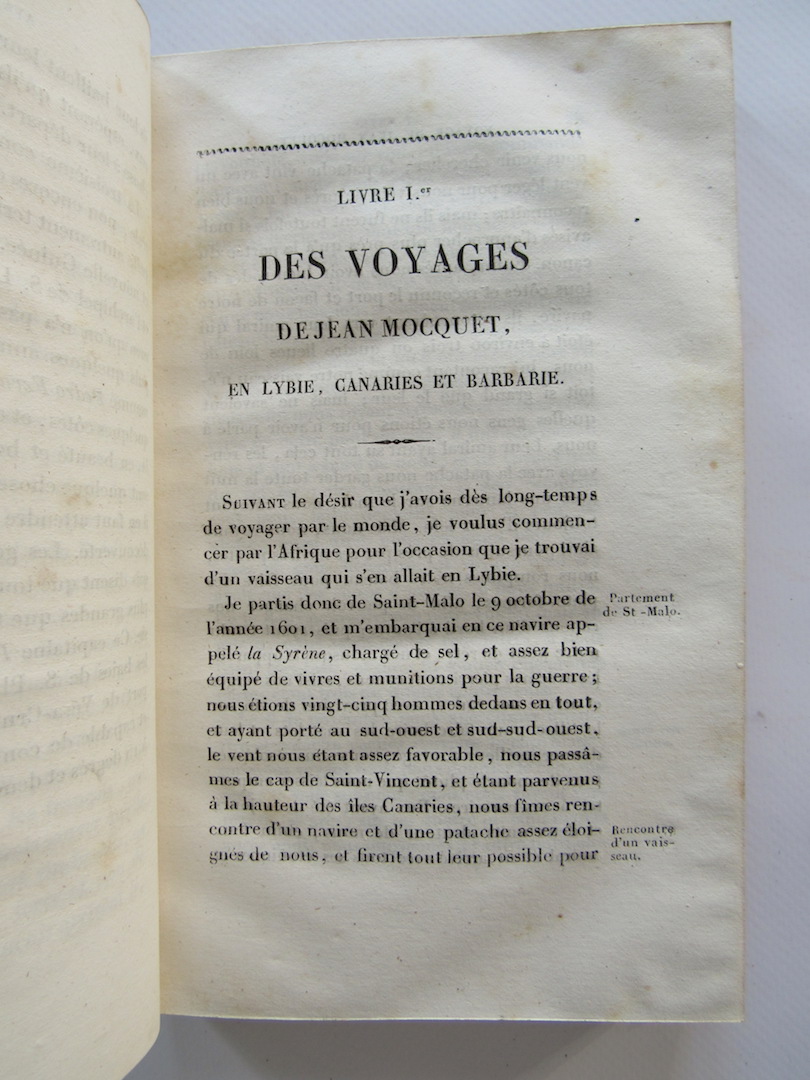 LIVRE I.er
DES VOYAGES
DE JEAN MOCQUET,
EN LYBIE, CANARIES ET BARBARIE.
SUIVANT le désir que j'avois dès long-temps
de voyager par le monde, je voulus commen-
cer par l'Afrique pour l'occasion que je trouvai
d'un vaisseau qui s'en allait en Lybie.
Je partis donc de Saint-Malo le 9 octobre de
l'année 1601, et m'embarquai en ce navire ap-
pelé la Syrène, chargé de sel, et assez bien
équipé de vivres et munitions pour la guerre;
nous étions vingt-cinq hommes dedans en tout,
et ayant porté au sud-ouest et sud-sud-ouest,
le vent nous étant assez favorable, nous passâ-
mes le cap de Saint-Vincent, et étant parvenus
à la hauteur des îles Canaries, nous fîmes ren-
contre d'un navire et d'une patache assez éloi-
gnés de nous, et firent tout leur possible pour
Partement
de St-Malo.
Rencontre
d'un vais-
seau.